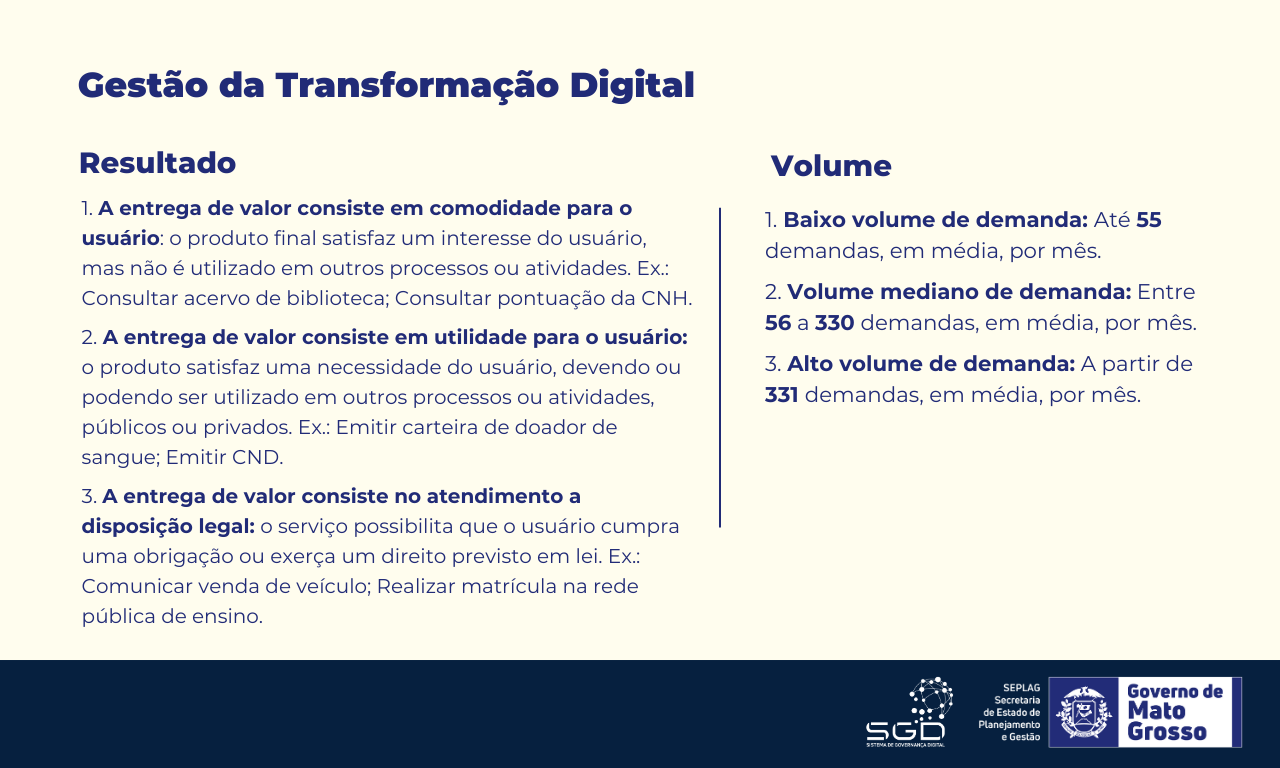 Gestão da Transformação Digital
Resultado
1. A entrega de valor consiste em comodidade para o
usuário: o produto final satisfaz um interesse do usuário,
mas não é utilizado em outros processos ou atividades. Ex.:
Consultar acervo de biblioteca; Consultar pontuação da CNH.
2. A entrega de valor consiste em utilidade para o usuário:
o produto satisfaz uma necessidade do usuário, devendo ou
podendo ser utilizado em outros processos ou atividades,
públicos ou privados. Ex.: Emitir carteira de doador de
sangue; Emitir CND.
3. A entrega de valor consiste no atendimento a
disposição legal: o serviço possibilita que o usuário cumpra
uma obrigação ou exerça um direito previsto em lei. Ex.:
Comunicar venda de veículo; Realizar matrícula na rede
pública de ensino.
Volume
1. Baixo volume de demanda: Até 55
demandas, em média, por mês.
2. Volume mediano de demanda: Entre
56 a 330 demandas, em média, por mês.
3. Alto volume de demanda: A partir de
331 demandas, em média, por mês.
SGD
SISTEMA DE GOVERNANÇA DIGITAL
SEPLAG
Secretaria
de Estado de
Planejamento
e Gestão
Governo de
Mato
Grosso